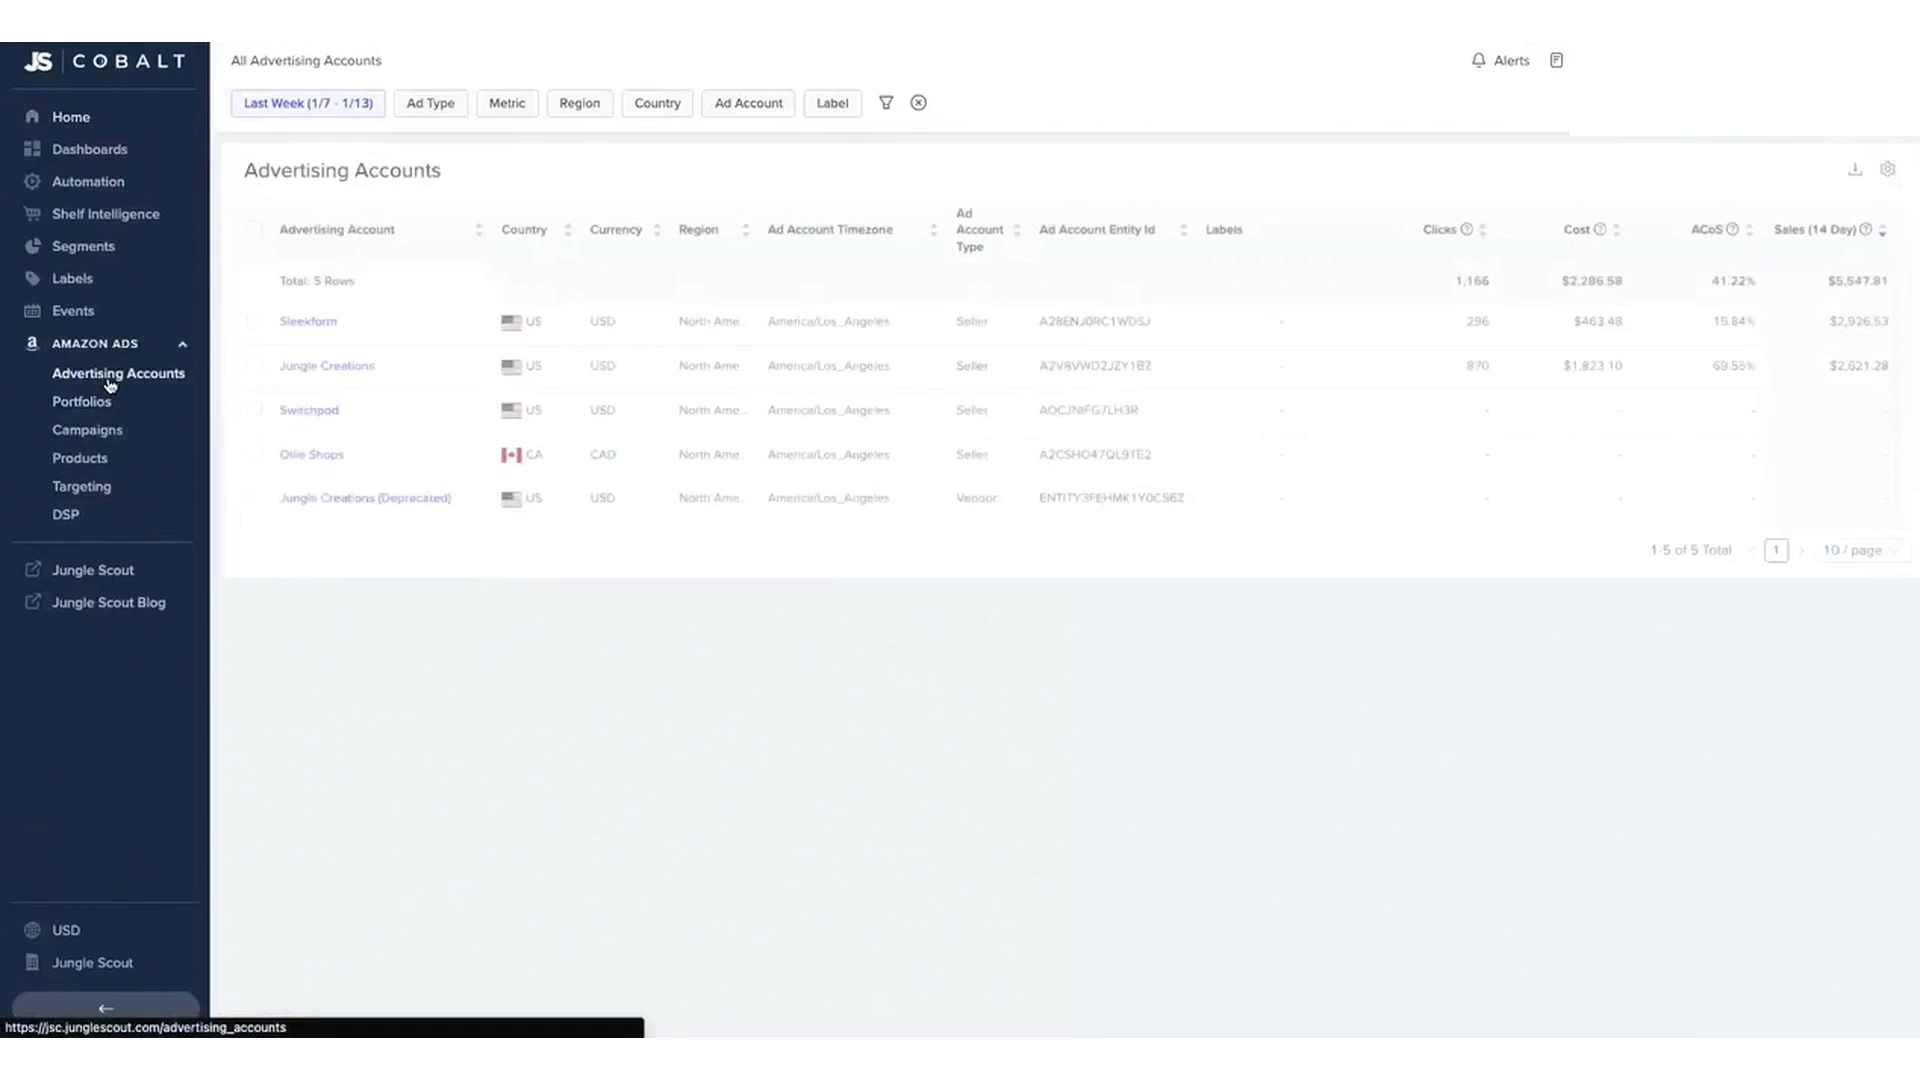 JS COBALT
All Advertising Accounts
Alerts
Last Week (1/7 - 1/13) Ad Type Metric Region Country Ad Account Label
Home
Dashboards
Automation
Shelf Intelligence
Segments
Labels
Events
AMAZON ADS
Advertising Accounts
Portfolios
Campaigns
Products
Targeting
DSP
Jungle Scout
Jungle Scout Blog
USD
Jungle Scout
https://jsc.junglescout.com/advertising_accounts
Advertising Accounts
Advertising Account Country Currency Region Ad Account Timezone Ad Account Type Ad Account Entity Id Labels Clicks Cost ACoS Sales (14 Day)
Total: 5 Rows 1,166 $2,286.58 41.22% $5,547.81
Sleekform US USD North Ame... America/Los_Angeles Seller A28ENJ0RC1WDSJ - 296 $463.48 15.84% $2,926.53
Jungle Creations US USD North Ame... America/Los_Angeles Seller A2V8VWD2JZY1BZ - 870 $1,823.10 69.55% $2,621.28
Switchpod US USD North Ame... America/Los_Angeles Seller AOCJNIFG7LH3R - - - - -
Ollie Shops CA CAD North Ame... America/Los_Angeles Seller A2CSHO47QL9TE2 - - - - -
Jungle Creations (Deprecated) US USD North Ame... America/Los_Angeles Vendor ENTITY3FEHMK1Y0CS6Z - - - - -
1-5 of 5 Total 1 10 / page